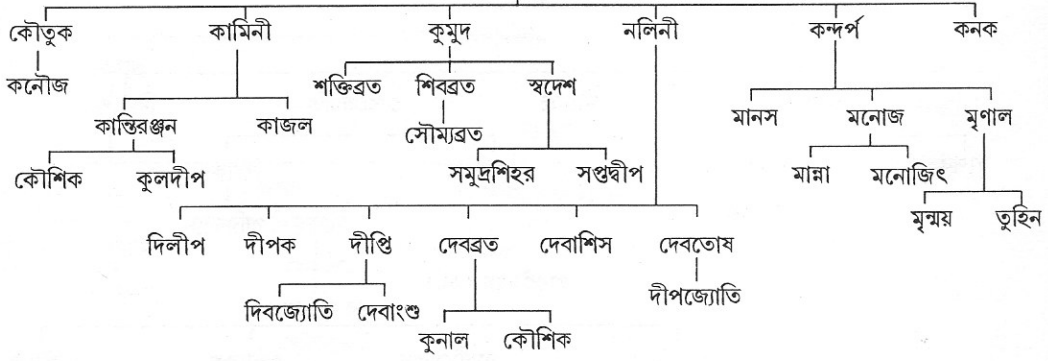 কৌতুক কামিনী কুমুদ নলিনী কন্দর্প কনক
কনৌজ শক্তিব্রত শিবব্রত স্বদেশ
কান্তিরঞ্জন কাজল সৌম্যব্রত মানস মনোজ মৃণাল
কৌশিক কুলদীপ সমুদ্রশিহর সপ্তদ্বীপ মান্না মনোজিৎ
মৃন্ময় তুহিন
দিলীপ দীপক দীপ্তি দেবব্রত দেবাশিস দেবতোষ
দিবজ্যোতি দেবাংশু দীপজ্যোতি
কুনাল কৌশিক